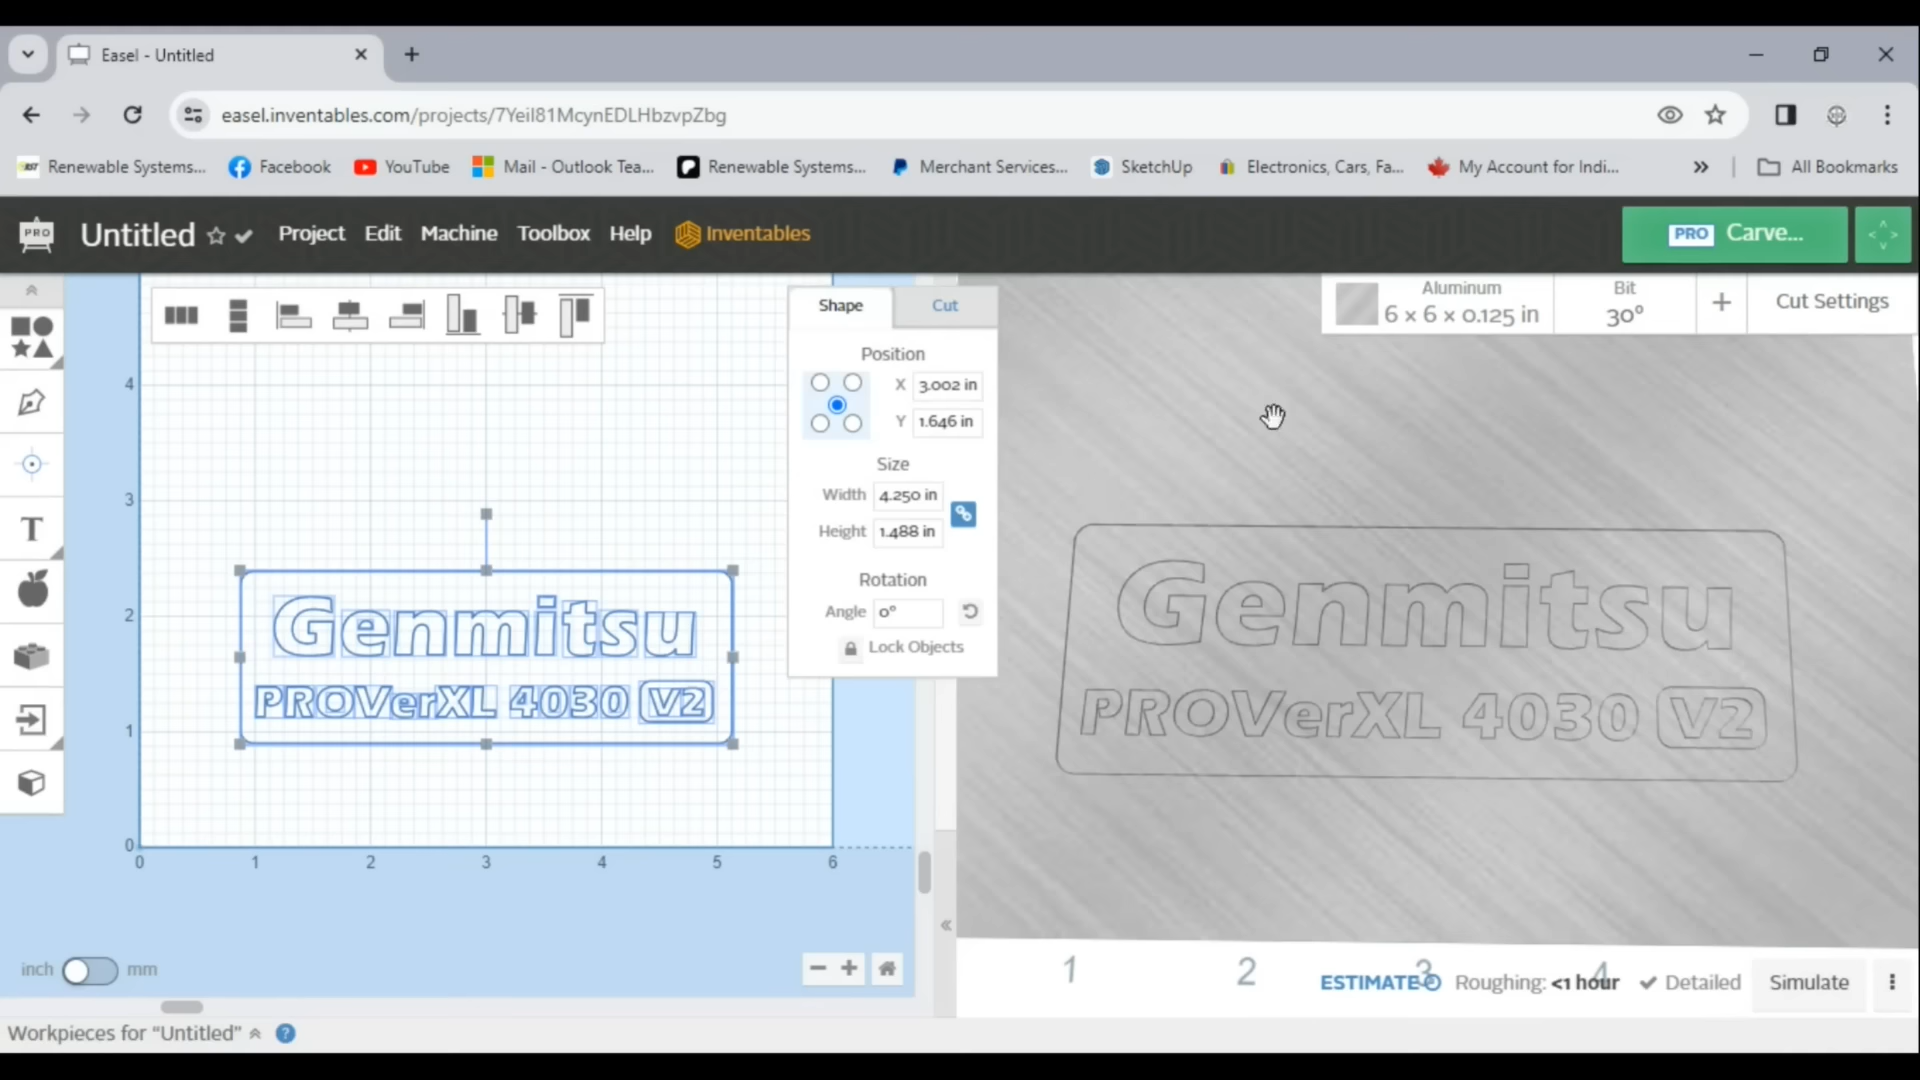 Easel - Untitled
easel.inventables.com/projects/7Yeil81McynEDLHbzvpZbg
Renewable Systems... Facebook YouTube Mail - Outlook Tea... Renewable Systems... Merchant Services... SketchUp Electronics, Cars, Fa... My Account for Indi... » All Bookmarks
PRO Untitled Project Edit Machine Toolbox Help Inventables PRO Carve...
Shape Cut
Aluminum
6 × 6 × 0.125 in
Bit
30°
+
Cut Settings
Position
X 3.002 in
Y 1.646 in
Size
Width 4.250 in
Height 1.488 in
Rotation
Angle 0°
Lock Objects
T
4
3
2
1
0
0 1 2 3 4 5 6
Genmitsu
PROVerXL 4030 V2
Genmitsu
PROVerXL 4030 V2
inch mm
1 2 3 4
ESTIMATE Roughing: <1 hour Detailed Simulate
Workpieces for “Untitled” ?